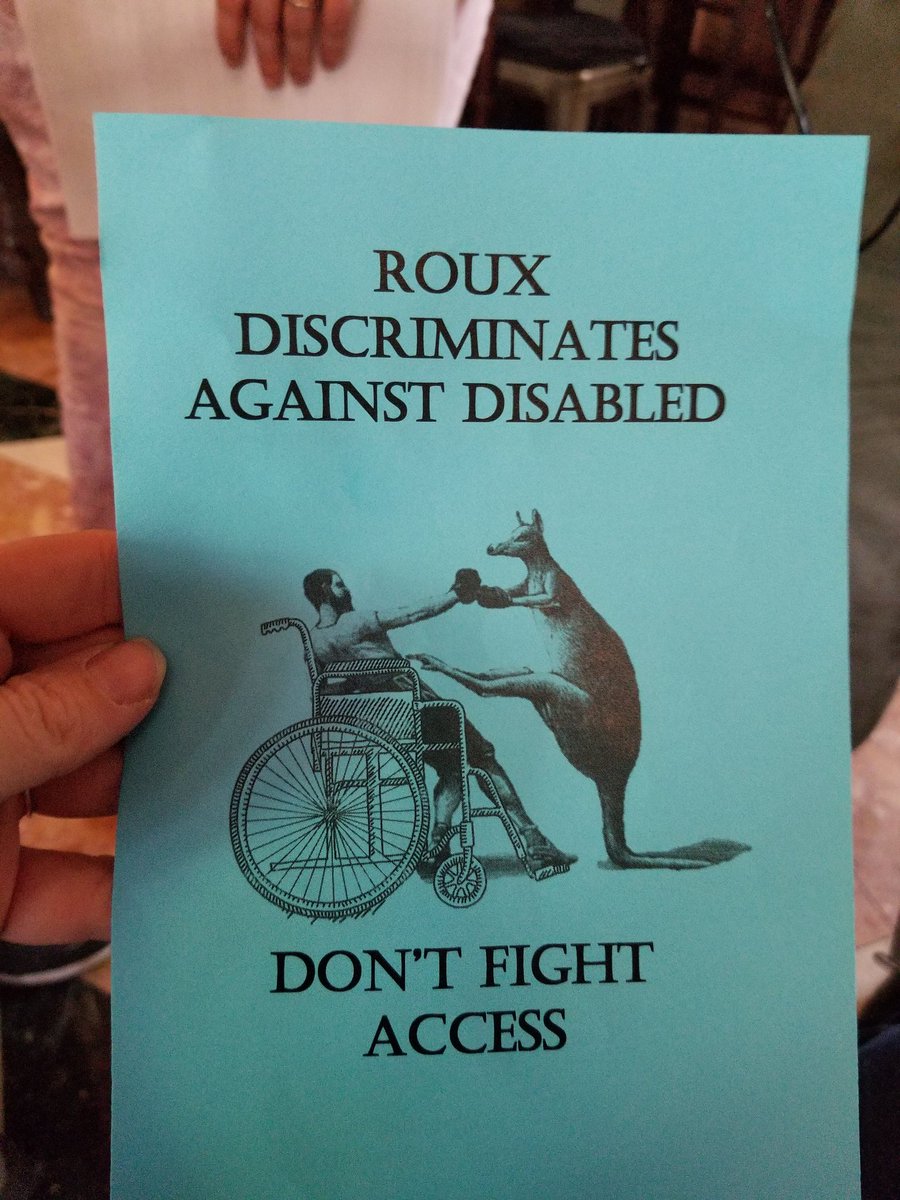 ROUX
DISCRIMINATES
AGAINST DISABLED
DON'T FIGHT
ACCESS